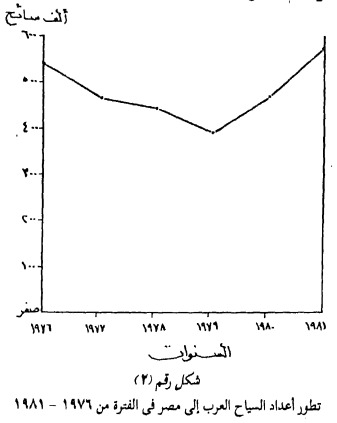 ألف سائح
٦٠٠
٥٠٠
٤٠٠
٣٠٠
٢٠٠
١٠٠
صفر
١٩٧٦ ١٩٧٧ ١٩٧٨ ١٩٧٩ ١٩٨٠ ١٩٨١
السنوات
شكل رقم (٢)
تطور أعداد السياح العرب إلى مصر فى الفترة من ١٩٧٦ - ١٩٨١